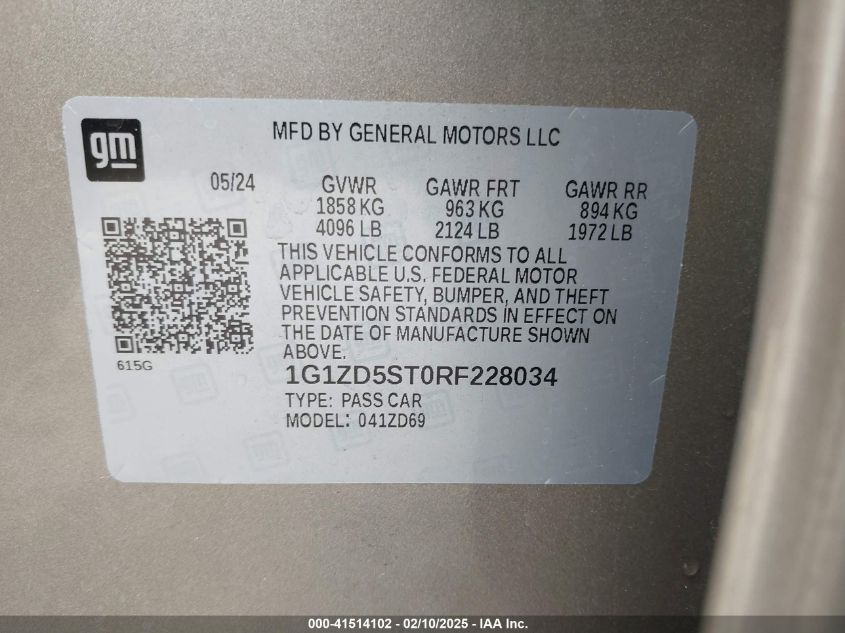 gm
MFD BY GENERAL MOTORS LLC
05/24 GVWR GAWR FRT GAWR RR
1858 KG 963 KG 894 KG
4096 LB 2124 LB 1972 LB
THIS VEHICLE CONFORMS TO ALL
APPLICABLE U.S. FEDERAL MOTOR
VEHICLE SAFETY, BUMPER, AND THEFT
PREVENTION STANDARDS IN EFFECT ON
THE DATE OF MANUFACTURE SHOWN
ABOVE.
615G
1G1ZD5ST0RF228034
TYPE: PASS CAR
MODEL: 041ZD69
000-41514102 - 02/10/2025 - IAA Inc.